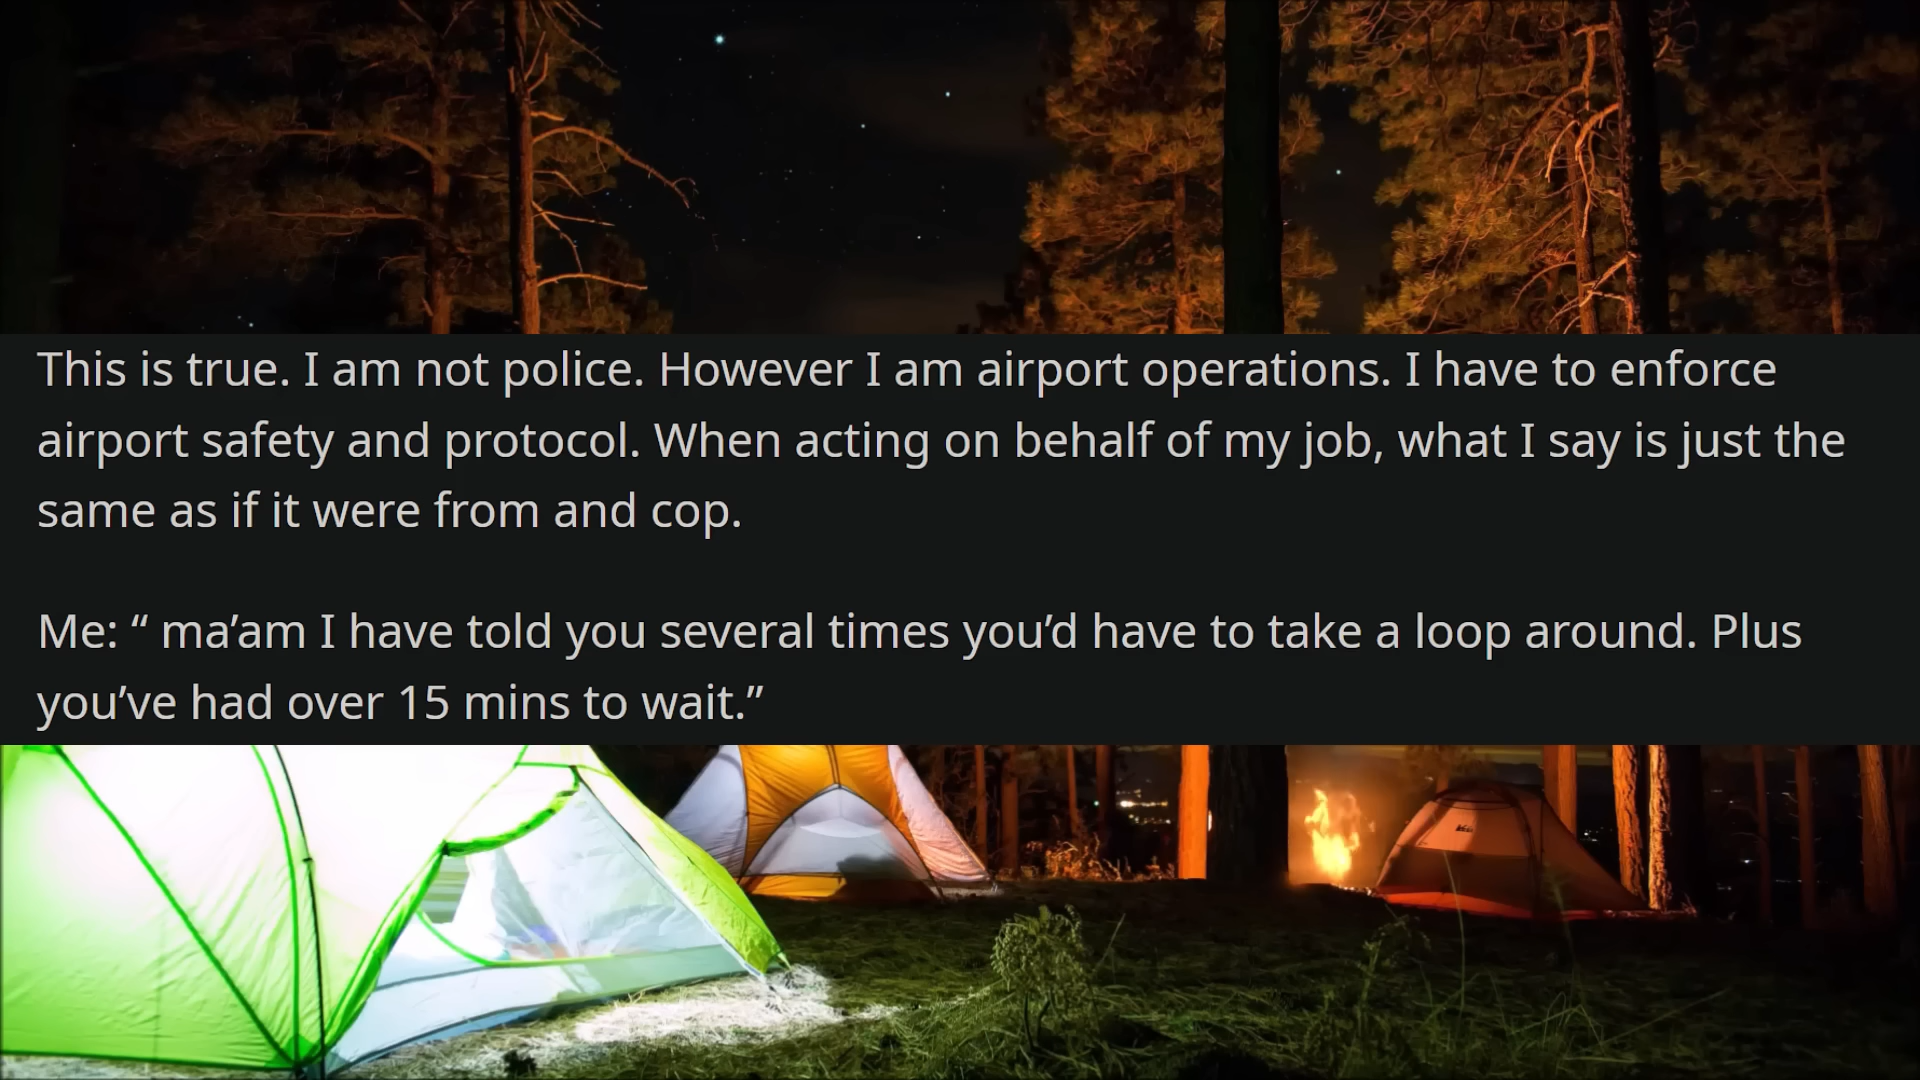 This is true. I am not police. However I am airport operations. I have to enforce
airport safety and protocol. When acting on behalf of my job, what I say is just the
same as if it were from and cop.
Me: “ ma’am I have told you several times you’d have to take a loop around. Plus
you’ve had over 15 mins to wait.”